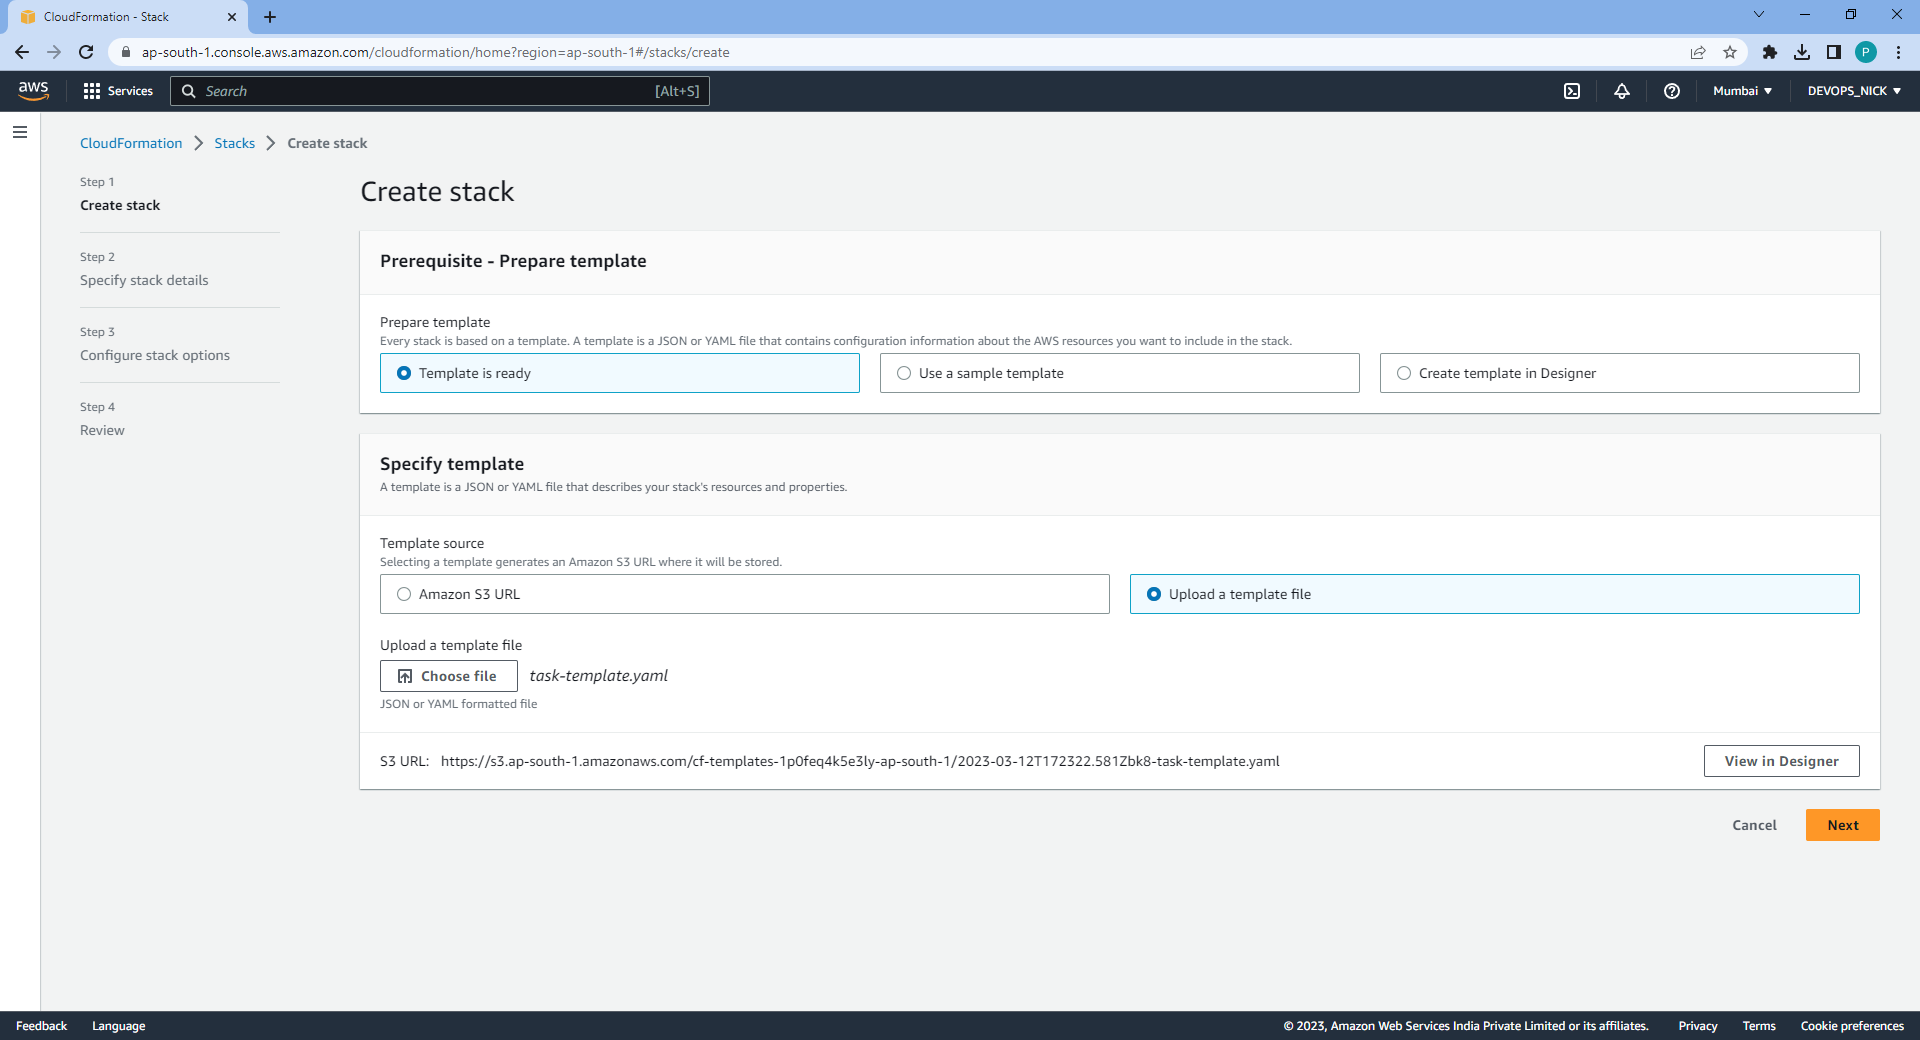 CloudFormation - Stack
ap-south-1.console.aws.amazon.com/cloudformation/home?region=ap-south-1#/stacks/create
P
aws
Services
Search
[Alt+S]
Mumbai
DEVOPS_NICK
CloudFormation
Stacks
Create stack
Step 1
Create stack
Step 2
Specify stack details
Step 3
Configure stack options
Step 4
Review
Create stack
Prerequisite - Prepare template
Prepare template
Every stack is based on a template. A template is a JSON or YAML file that contains configuration information about the AWS resources you want to include in the stack.
Template is ready
Use a sample template
Create template in Designer
Specify template
A template is a JSON or YAML file that describes your stack's resources and properties.
Template source
Selecting a template generates an Amazon S3 URL where it will be stored.
Amazon S3 URL
Upload a template file
Upload a template file
Choose file
task-template.yaml
JSON or YAML formatted file
S3 URL: https://s3.ap-south-1.amazonaws.com/cf-templates-1p0feq4k5e3ly-ap-south-1/2023-03-12T172322.581Zbk8-task-template.yaml
View in Designer
Cancel
Next
Feedback
Language
© 2023, Amazon Web Services India Private Limited or its affiliates.
Privacy
Terms
Cookie preferences